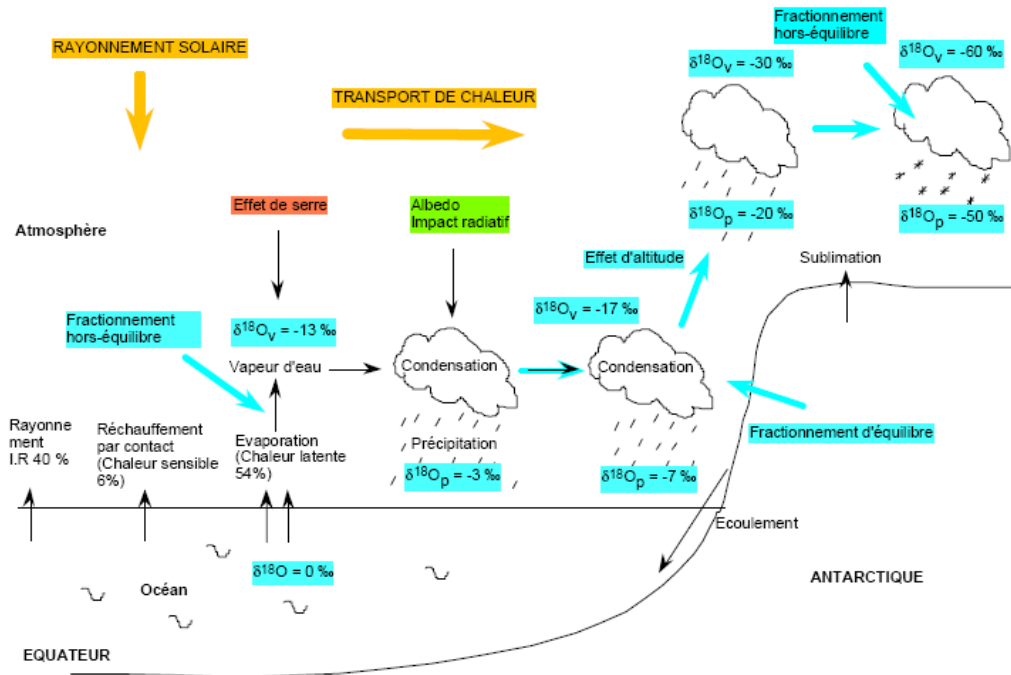 RAYONNEMENT SOLAIRE
TRANSPORT DE CHALEUR
Fractionnement
hors-équilibre
δ¹⁸Oᵥ = -30 ‰
δ¹⁸Oᵥ = -60 ‰
Effet de serre
Albedo
Impact radiatif
δ¹⁸Oₚ = -20 ‰
δ¹⁸Oₚ = -50 ‰
Atmosphère
Effet d'altitude
Sublimation
Fractionnement
hors-équilibre
δ¹⁸Oᵥ = -13 ‰
δ¹⁸Oᵥ = -17 ‰
Vapeur d'eau
Condensation
Condensation
Rayonne
ment
I.R 40 %
Réchauffement
par contact
(Chaleur sensible
6%)
Evaporation
(Chaleur latente
54%)
Précipitation
δ¹⁸Oₚ = -3 ‰
δ¹⁸Oₚ = -7 ‰
Fractionnement d'équilibre
Ecoulement
δ¹⁸O = 0 ‰
Océan
ANTARCTIQUE
EQUATEUR